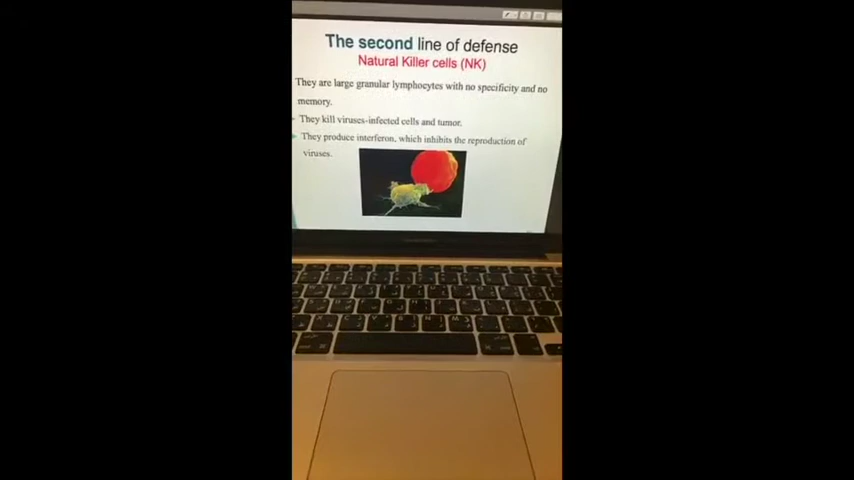 The second line of defense
Natural Killer cells (NK)
They are large granular lymphocytes with no specificity and no
memory.
They kill viruses-infected cells and tumor.
They produce interferon, which inhibits the reproduction of
viruses.